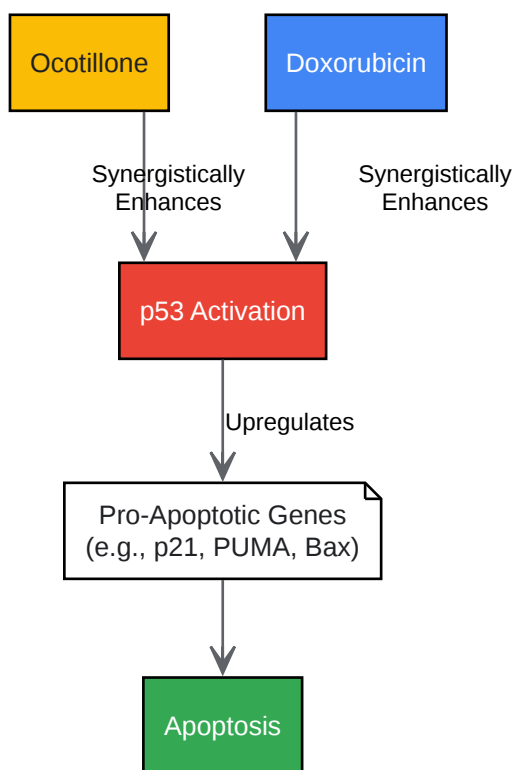 Ocotillone
Doxorubicin
Synergistically
Enhances
Synergistically
Enhances
p53 Activation
Upregulates
Pro-Apoptotic Genes
(e.g., p21, PUMA, Bax)
Apoptosis